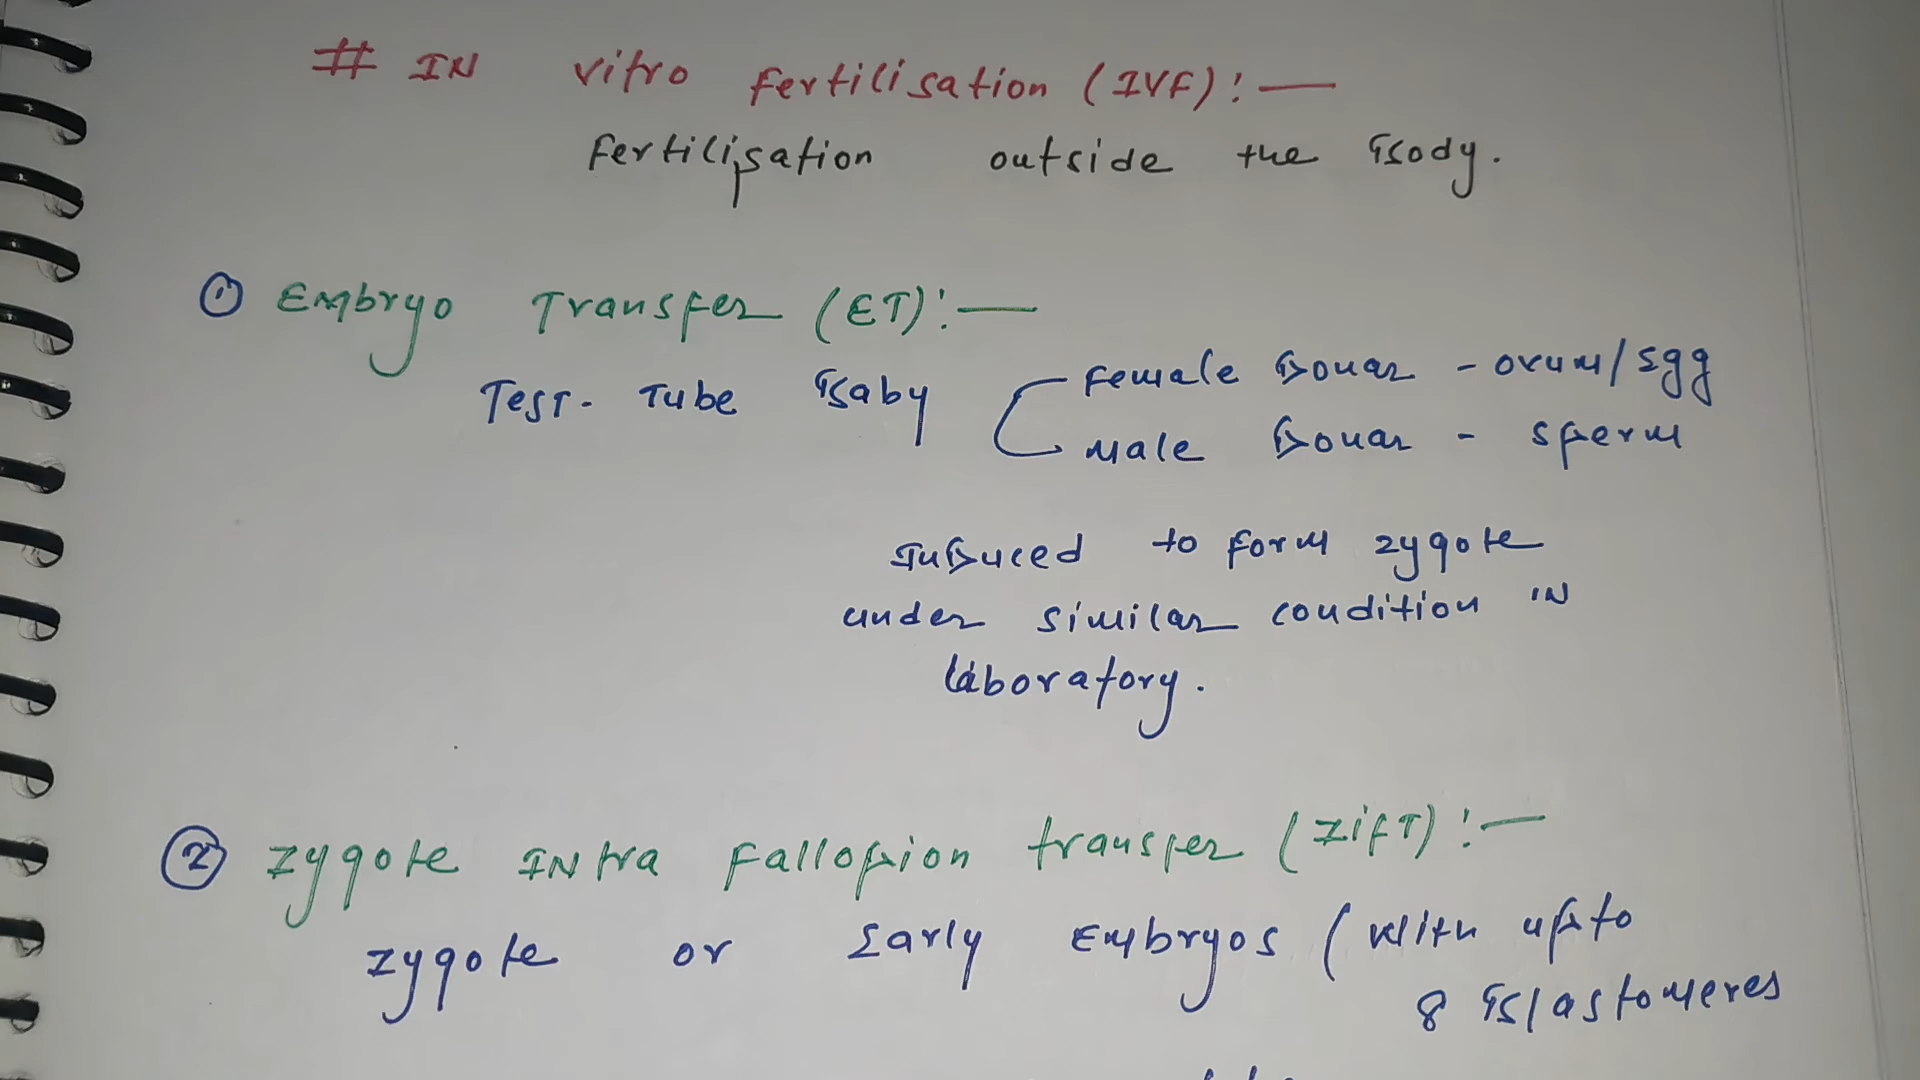 # IN vitro Fertilisation (IVF):—
Fertilisation outside the Body.
① Embryo Transfer (ET):—
Test-Tube Baby
Female Donar - ovum/Egg
Male Donar - sperm
Induced to form zygote
under similar condition IN
laboratory.
② Zygote INtra Fallopion transfer (ZIFT):—
Zygote or Early Embryos (with upto
8 Blastomeres